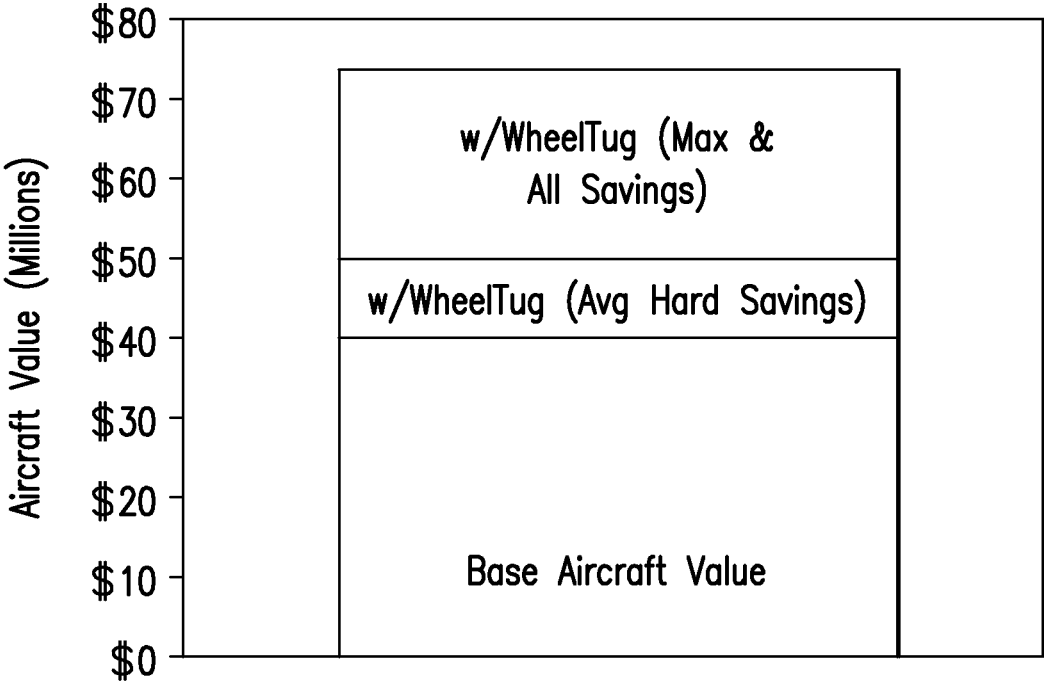 Aircraft Value (Millions)
$80
$70
$60
$50
$40
$30
$20
$10
$0
w/WheelTug (Max &
All Savings)
w/WheelTug (Avg Hard Savings)
Base Aircraft Value